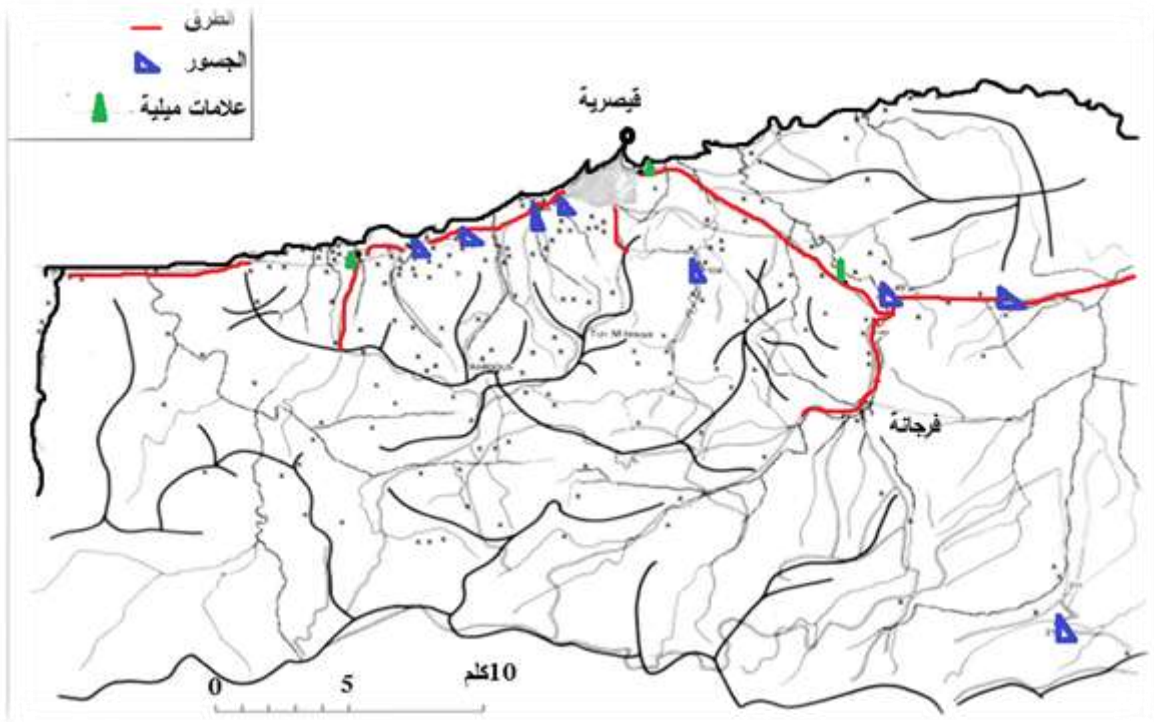 الطرق
الجسور
علامات ميلية
قيصرية
فرجانة
0 5 10كلم